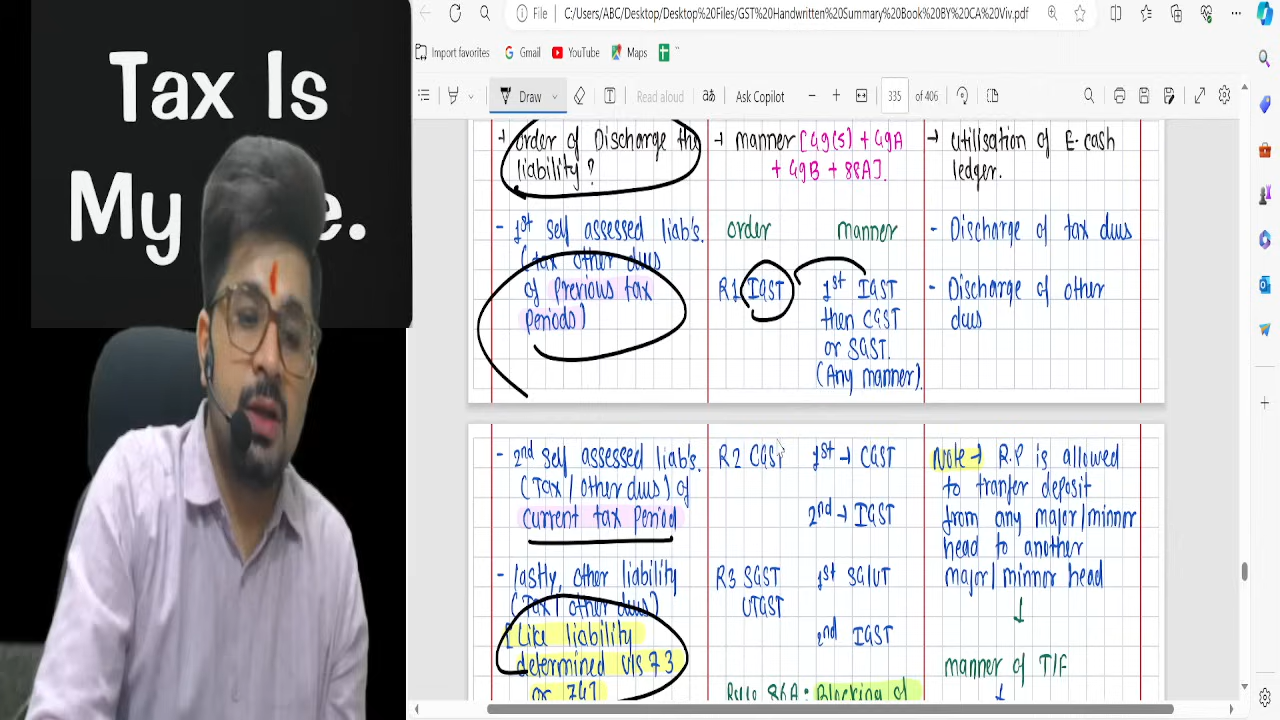 Tax Is
My
e.
File
C:/Users/ABC/Desktop/Desktop%20Files/GST%20Handwritten%20Summary%20Book%20BY%20CA%20Viv.pdf
Import favorites
Gmail
YouTube
Maps
Draw
Read aloud
Ask Copilot
335
of 406
→ order of Discharge the
liability?
- 1st self assessed liab's.
(tax other dues
of previous tax
periods)
→ manner [49(5) + 49A
+ 49B + 88A].
order manner
R1 IGST 1st IGST
then CGST
or SGST.
(Any manner).
→ Utilisation of E-cash
ledger.
- Discharge of tax dues
- Discharge of other
dues
- 2nd self assessed liab's.
(Tax / other dues) of
current tax period
- lastly, other liability
(Tax / other dues)
[Like liability
determined u/s 73
or 74]
R2 CGST 1st → CGST
2nd → IGST
R3 SGST 1st SG/UT
UTGST
2nd IGST
Rule 86A: Blocking of
Note → R.P is allowed
to tranfer deposit
from any major/minnor
head to another
major/minnor head
↓
manner of T/F
↓